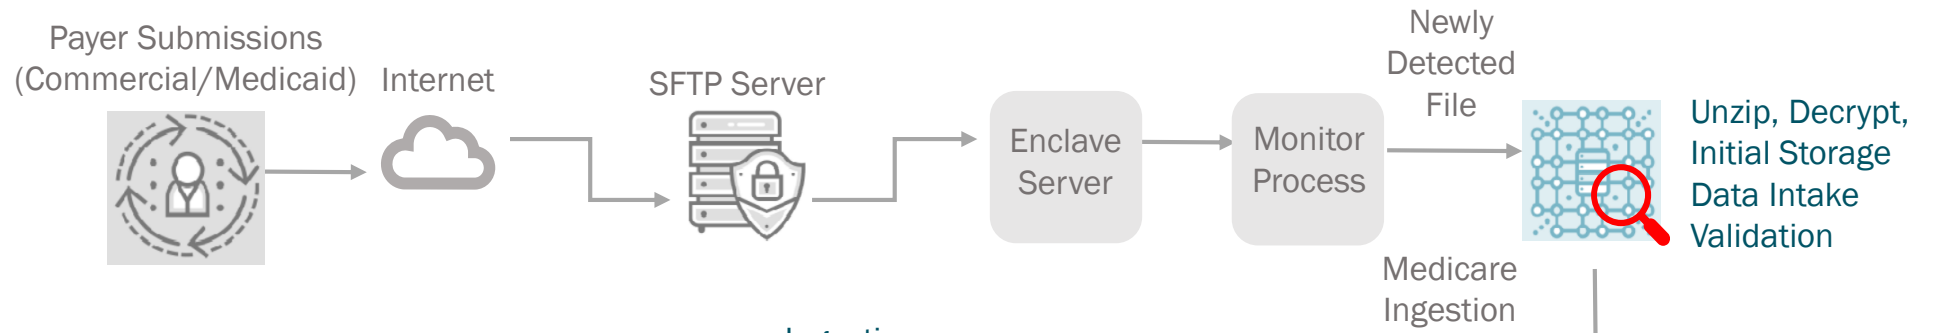 Payer Submissions
(Commercial/Medicaid)
Internet
SFTP Server
Enclave
Server
Monitor
Process
Newly
Detected
File
Unzip, Decrypt,
Initial Storage
Data Intake
Validation
Medicare
Ingestion